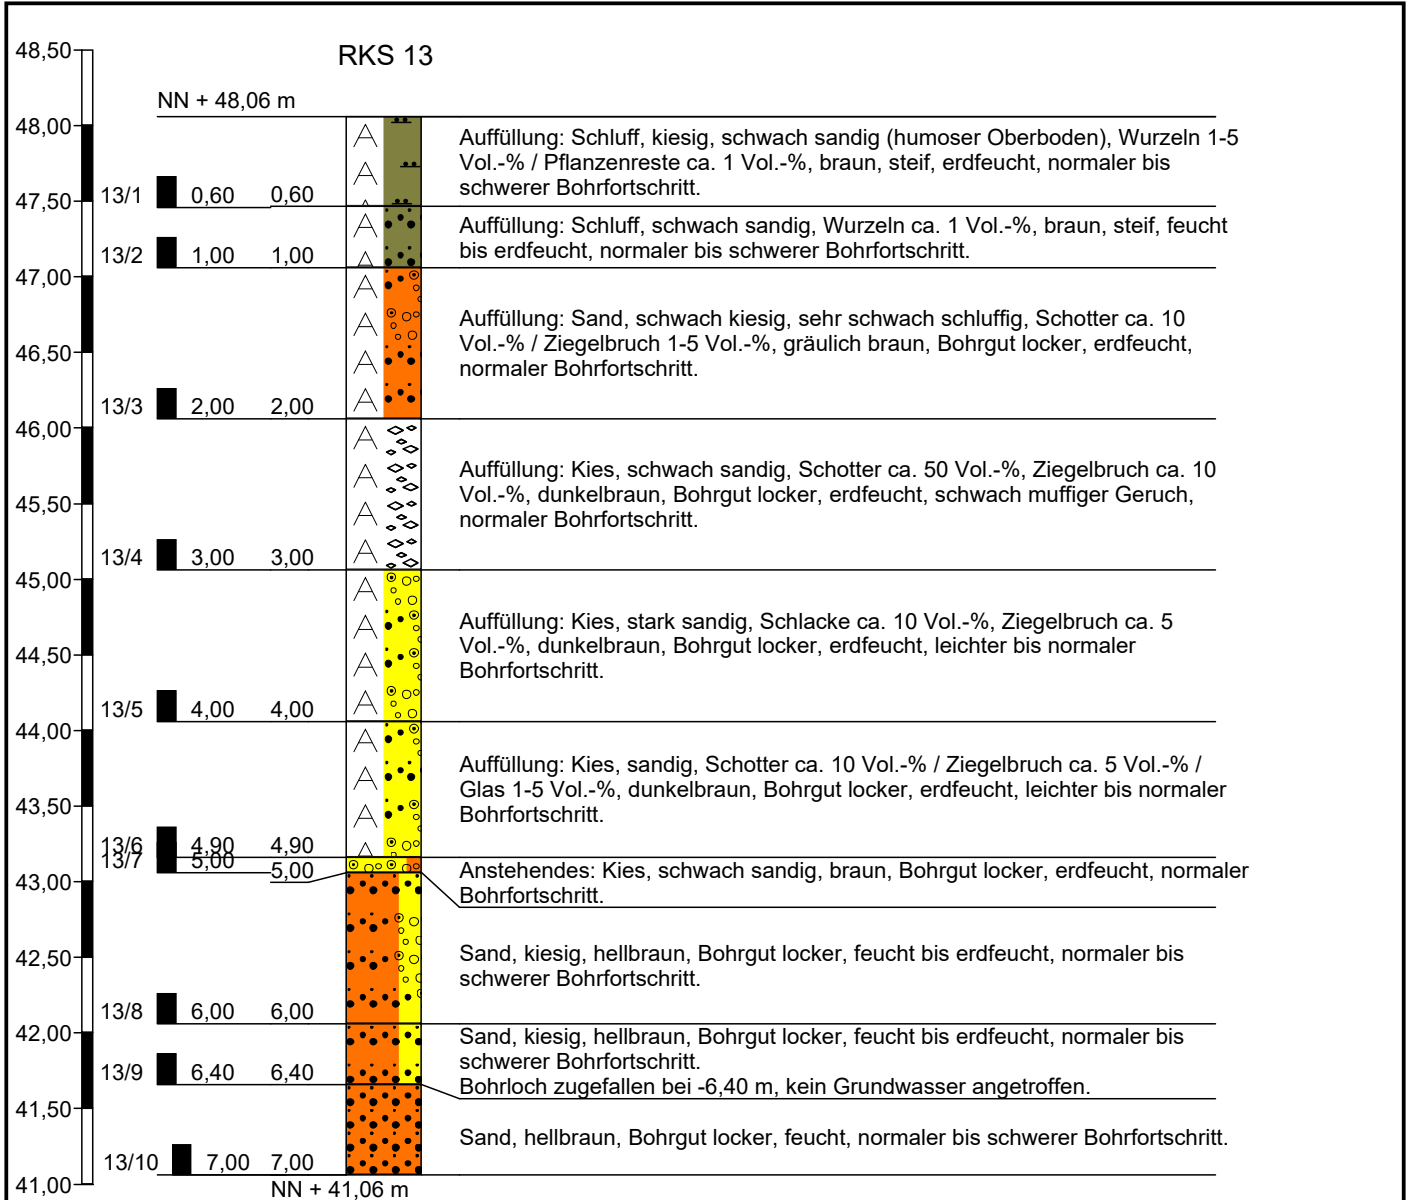 RKS 13
48,50
NN + 48,06 m
48,00
Auffüllung: Schluff, kiesig, schwach sandig (humoser Oberboden), Wurzeln 1-5
Vol.-% / Pflanzenreste ca. 1 Vol.-%, braun, steif, erdfeucht, normaler bis
schwerer Bohrfortschritt.
13/1 0,60 0,60
47,50
Auffüllung: Schluff, schwach sandig, Wurzeln ca. 1 Vol.-%, braun, steif, feucht
bis erdfeucht, normaler bis schwerer Bohrfortschritt.
13/2 1,00 1,00
47,00
Auffüllung: Sand, schwach kiesig, sehr schwach schluffig, Schotter ca. 10
Vol.-% / Ziegelbruch 1-5 Vol.-%, gräulich braun, Bohrgut locker, erdfeucht,
normaler Bohrfortschritt.
46,50
13/3 2,00 2,00
46,00
Auffüllung: Kies, schwach sandig, Schotter ca. 50 Vol.-%, Ziegelbruch ca. 10
Vol.-%, dunkelbraun, Bohrgut locker, erdfeucht, schwach muffiger Geruch,
normaler Bohrfortschritt.
45,50
13/4 3,00 3,00
45,00
Auffüllung: Kies, stark sandig, Schlacke ca. 10 Vol.-%, Ziegelbruch ca. 5
Vol.-%, dunkelbraun, Bohrgut locker, erdfeucht, leichter bis normaler
Bohrfortschritt.
44,50
13/5 4,00 4,00
44,00
Auffüllung: Kies, sandig, Schotter ca. 10 Vol.-% / Ziegelbruch ca. 5 Vol.-% /
Glas 1-5 Vol.-%, dunkelbraun, Bohrgut locker, erdfeucht, leichter bis normaler
Bohrfortschritt.
43,50
13/6 4,90 4,90
13/7 5,00 5,00
43,00
Anstehendes: Kies, schwach sandig, braun, Bohrgut locker, erdfeucht, normaler
Bohrfortschritt.
42,50
Sand, kiesig, hellbraun, Bohrgut locker, feucht bis erdfeucht, normaler bis
schwerer Bohrfortschritt.
13/8 6,00 6,00
42,00
Sand, kiesig, hellbraun, Bohrgut locker, feucht bis erdfeucht, normaler bis
schwerer Bohrfortschritt.
Bohrloch zugefallen bei -6,40 m, kein Grundwasser angetroffen.
13/9 6,40 6,40
41,50
Sand, hellbraun, Bohrgut locker, feucht, normaler bis schwerer Bohrfortschritt.
13/10 7,00 7,00
41,00
NN + 41,06 m